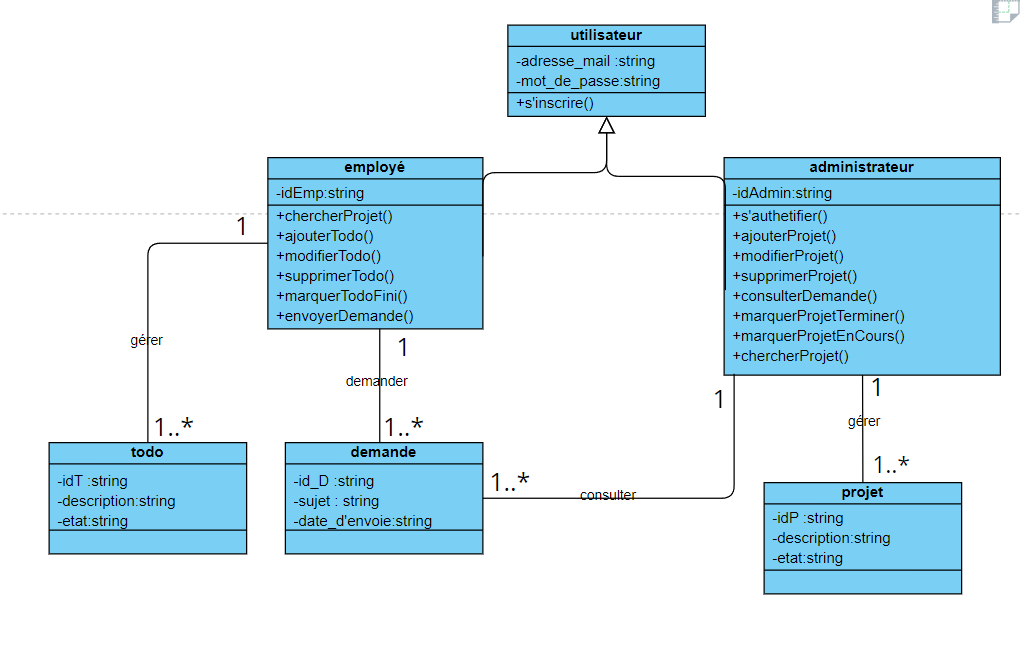 utilisateur
-adresse_mail :string
-mot_de_passe:string
+s'inscrire()
employé
-idEmp:string
+chercherProjet()
+ajouterTodo()
+modifierTodo()
+supprimerTodo()
+marquerTodoFini()
+envoyerDemande()
administrateur
-idAdmin:string
+s'authetifier()
+ajouterProjet()
+modifierProjet()
+supprimerProjet()
+consulterDemande()
+marquerProjetTerminer()
+marquerProjetEnCours()
+chercherProjet()
1
gérer
1..*
1
demander
1..*
1
consulter
1..*
1
gérer
1..*
todo
-idT :string
-description:string
-etat:string
demande
-id_D :string
-sujet : string
-date_d'envoie:string
projet
-idP :string
-description:string
-etat:string